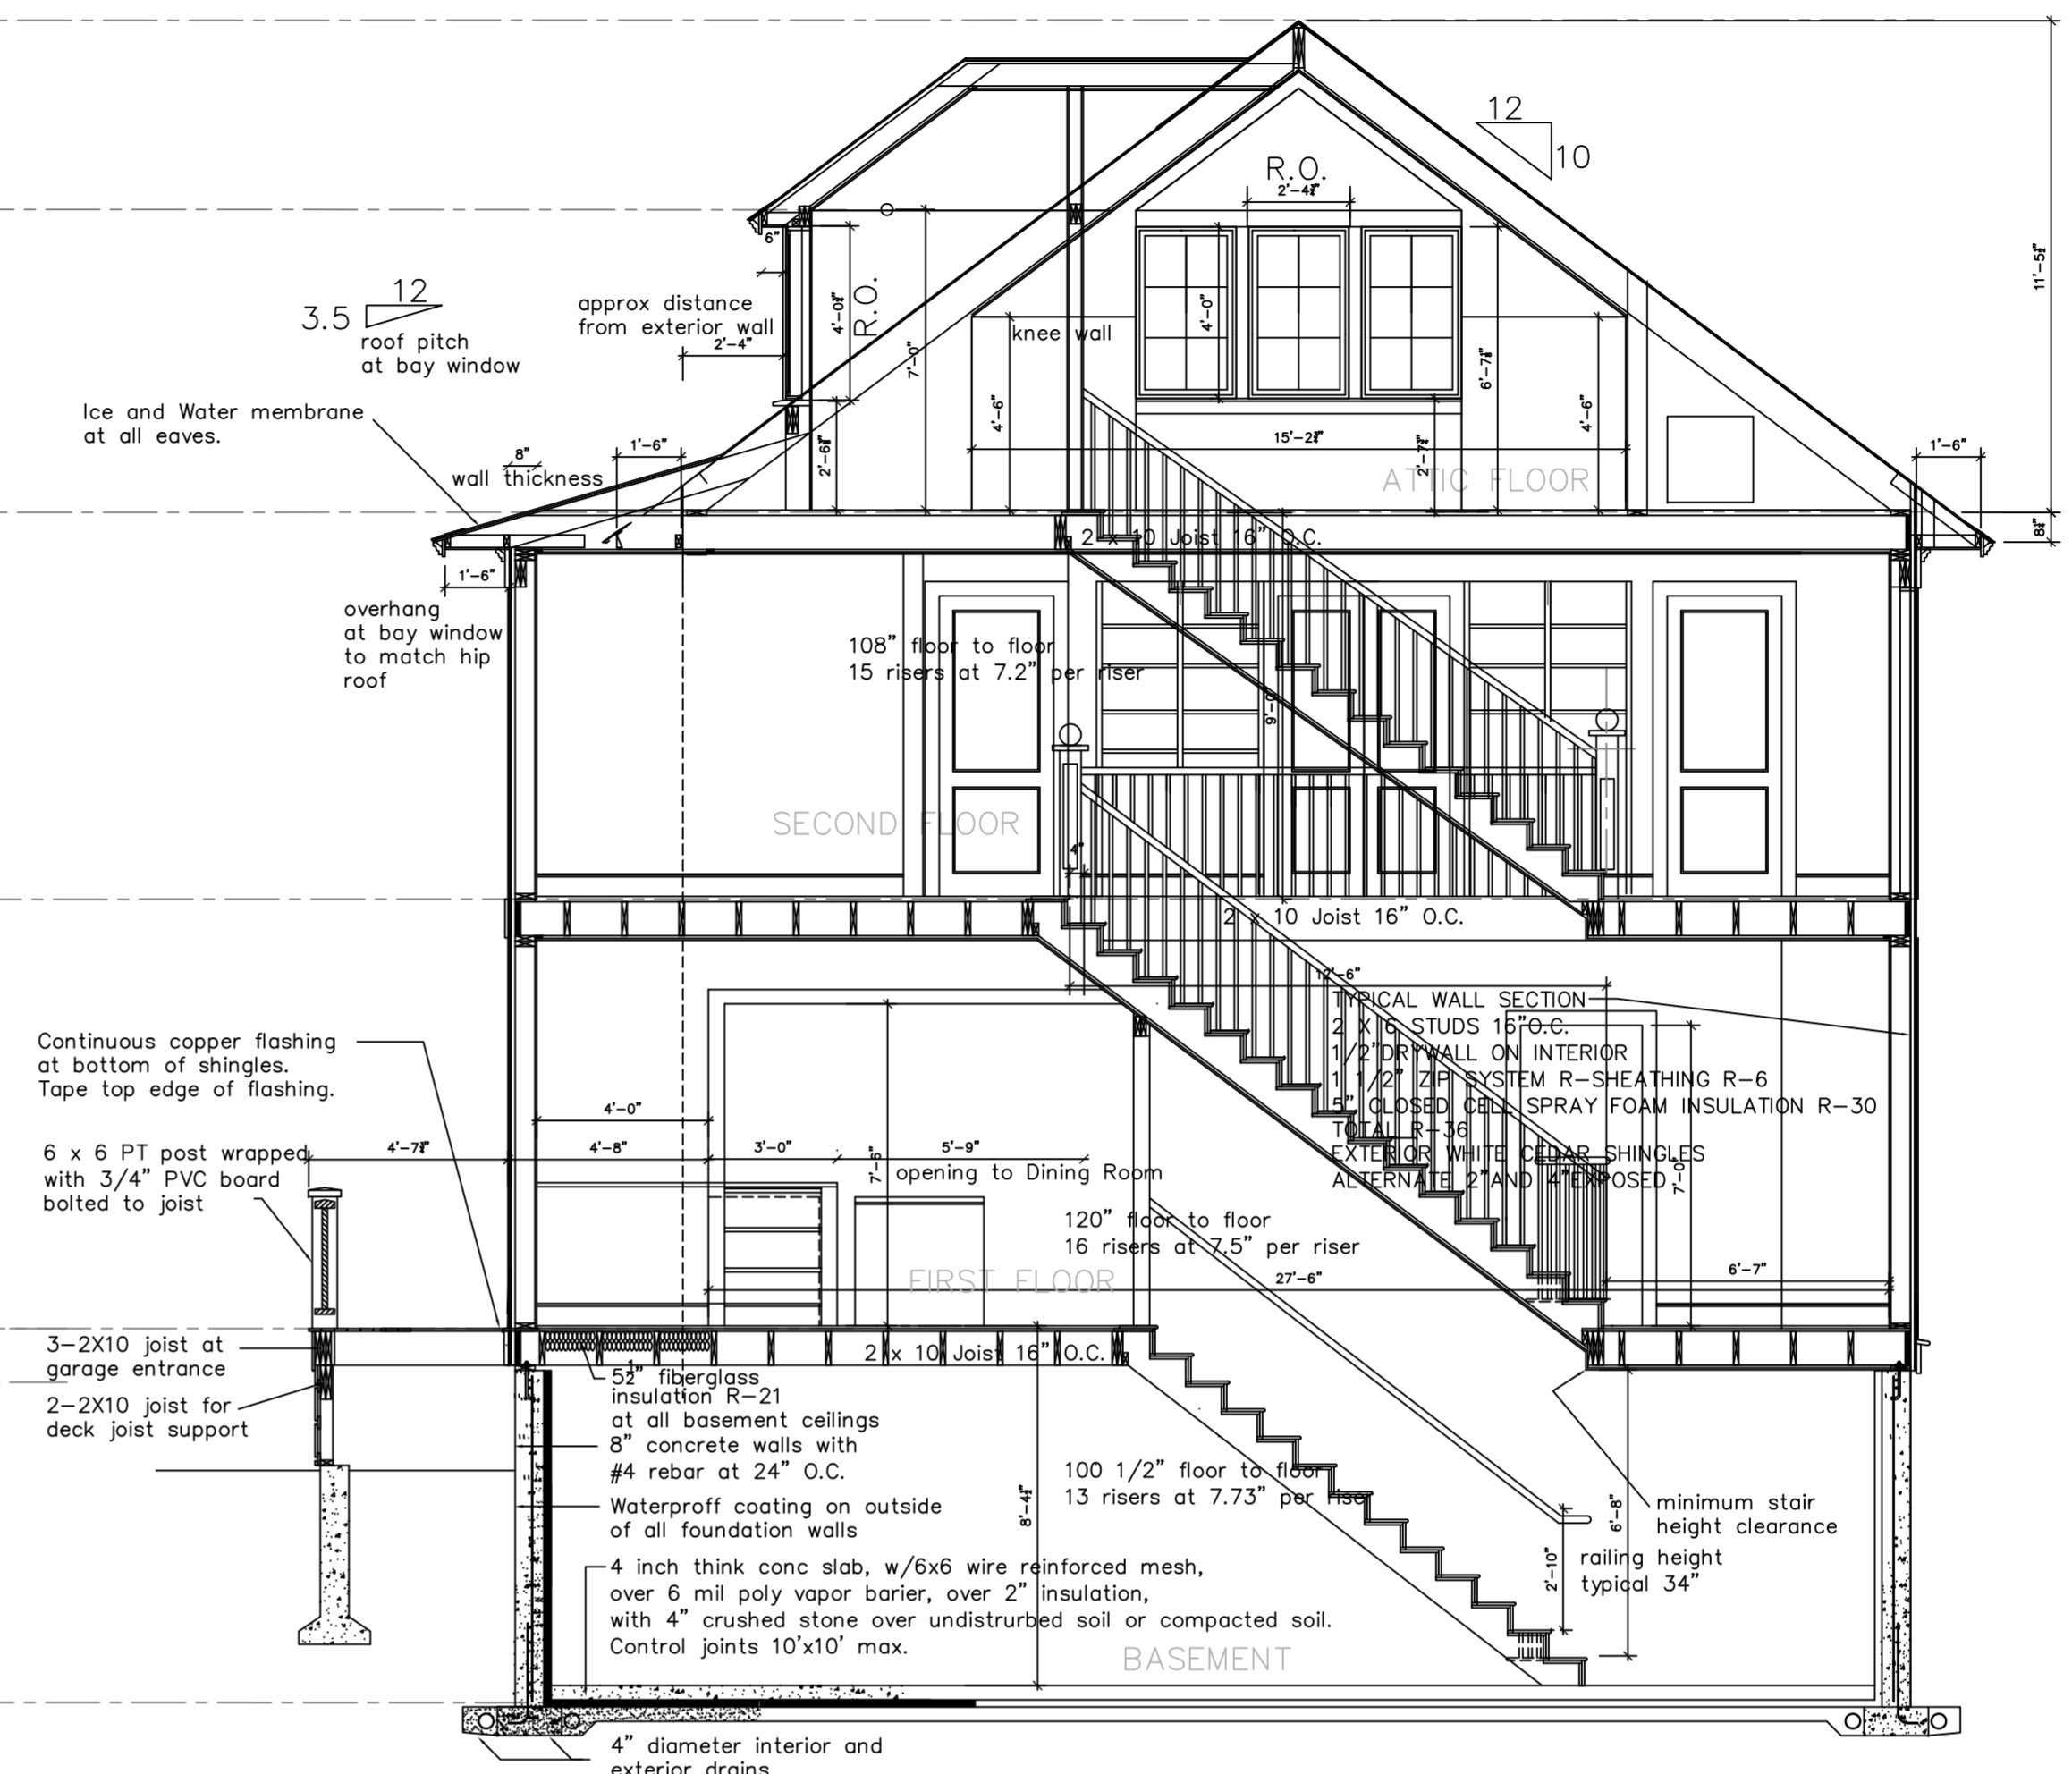 12
10
R.O.
2'-4¾"
11'-5½"
6"
12
3.5
roof pitch
at bay window
approx distance
from exterior wall
2'-4"
R.O.
7'-0"
knee wall
4'-0"
4'-6"
4'-6"
15'-2¾"
Ice and Water membrane
at all eaves.
8"
wall thickness
1'-6"
1'-6"
ATTIC FLOOR
2 x 10 Joist 16" O.C.
1'-6"
overhang
at bay window
to match hip
roof
108" floor to floor
15 risers at 7.2" per riser
9'-0"
SECOND FLOOR
4"
2 x 10 Joist 16" O.C.
12'-6"
TYPICAL WALL SECTION
2 X 6 STUDS 16"O.C.
1/2"DRYWALL ON INTERIOR
1 1/2" ZIP SYSTEM R-SHEATHING R-6
5" CLOSED CELL SPRAY FOAM INSULATION R-30
TOTAL R-36
EXTERIOR WHITE CEDAR SHINGLES
ALTERNATE 2"AND 4"EXPOSED
Continuous copper flashing
at bottom of shingles.
Tape top edge of flashing.
4'-0"
6 x 6 PT post wrapped
with 3/4" PVC board
bolted to joist
4'-7¾"
4'-8"
3'-0"
5'-9"
7'-6"
opening to Dining Room
7'-0"
120" floor to floor
16 risers at 7.5" per riser
FIRST FLOOR
27'-6"
6'-7"
3-2X10 joist at
garage entrance
2-2X10 joist for
deck joist support
2 x 10 Joist 16" O.C.
5½" fiberglass
insulation R-21
at all basement ceilings
8" concrete walls with
#4 rebar at 24" O.C.
Waterproff coating on outside
of all foundation walls
8'-4½"
100 1/2" floor to floor
13 risers at 7.73" per riser
6'-8"
minimum stair
height clearance
2'-10"
railing height
typical 34"
4 inch think conc slab, w/6x6 wire reinforced mesh,
over 6 mil poly vapor barier, over 2" insulation,
with 4" crushed stone over undistrurbed soil or compacted soil.
Control joints 10'x10' max.
BASEMENT
4" diameter interior and
exterior drains